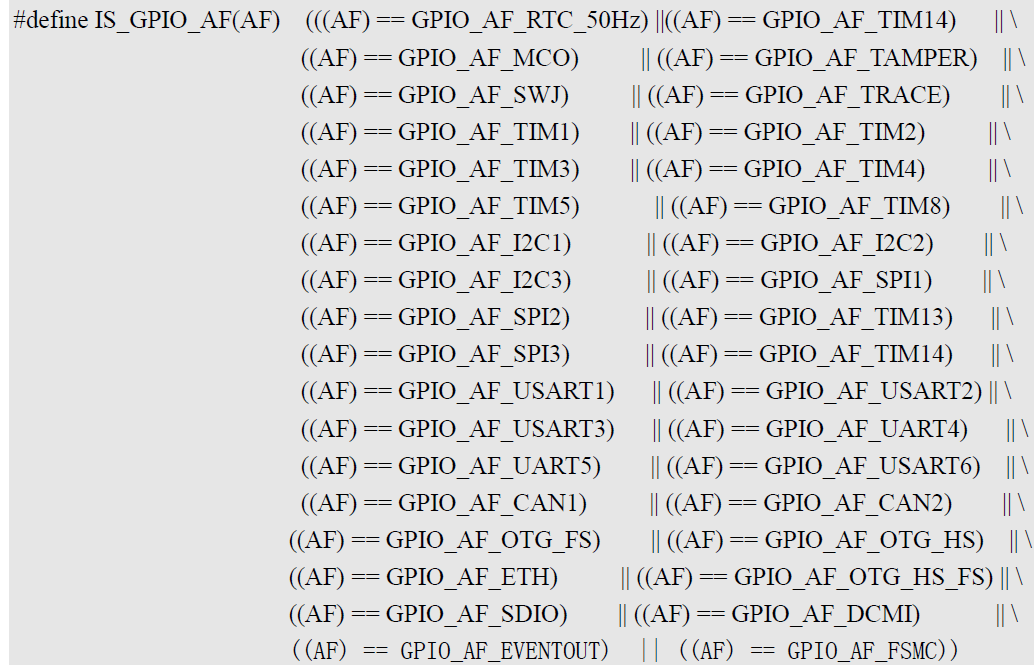 #define IS_GPIO_AF(AF) (((AF) == GPIO_AF_RTC_50Hz) ||((AF) == GPIO_AF_TIM14) || \
((AF) == GPIO_AF_MCO) || ((AF) == GPIO_AF_TAMPER) || \
((AF) == GPIO_AF_SWJ) || ((AF) == GPIO_AF_TRACE) || \
((AF) == GPIO_AF_TIM1) || ((AF) == GPIO_AF_TIM2) || \
((AF) == GPIO_AF_TIM3) || ((AF) == GPIO_AF_TIM4) || \
((AF) == GPIO_AF_TIM5) || ((AF) == GPIO_AF_TIM8) || \
((AF) == GPIO_AF_I2C1) || ((AF) == GPIO_AF_I2C2) || \
((AF) == GPIO_AF_I2C3) || ((AF) == GPIO_AF_SPI1) || \
((AF) == GPIO_AF_SPI2) || ((AF) == GPIO_AF_TIM13) || \
((AF) == GPIO_AF_SPI3) || ((AF) == GPIO_AF_TIM14) || \
((AF) == GPIO_AF_USART1) || ((AF) == GPIO_AF_USART2) || \
((AF) == GPIO_AF_USART3) || ((AF) == GPIO_AF_UART4) || \
((AF) == GPIO_AF_UART5) || ((AF) == GPIO_AF_USART6) || \
((AF) == GPIO_AF_CAN1) || ((AF) == GPIO_AF_CAN2) || \
((AF) == GPIO_AF_OTG_FS) || ((AF) == GPIO_AF_OTG_HS) || \
((AF) == GPIO_AF_ETH) || ((AF) == GPIO_AF_OTG_HS_FS) || \
((AF) == GPIO_AF_SDIO) || ((AF) == GPIO_AF_DCMI) || \
((AF) == GPIO_AF_EVENTOUT) || ((AF) == GPIO_AF_FSMC))